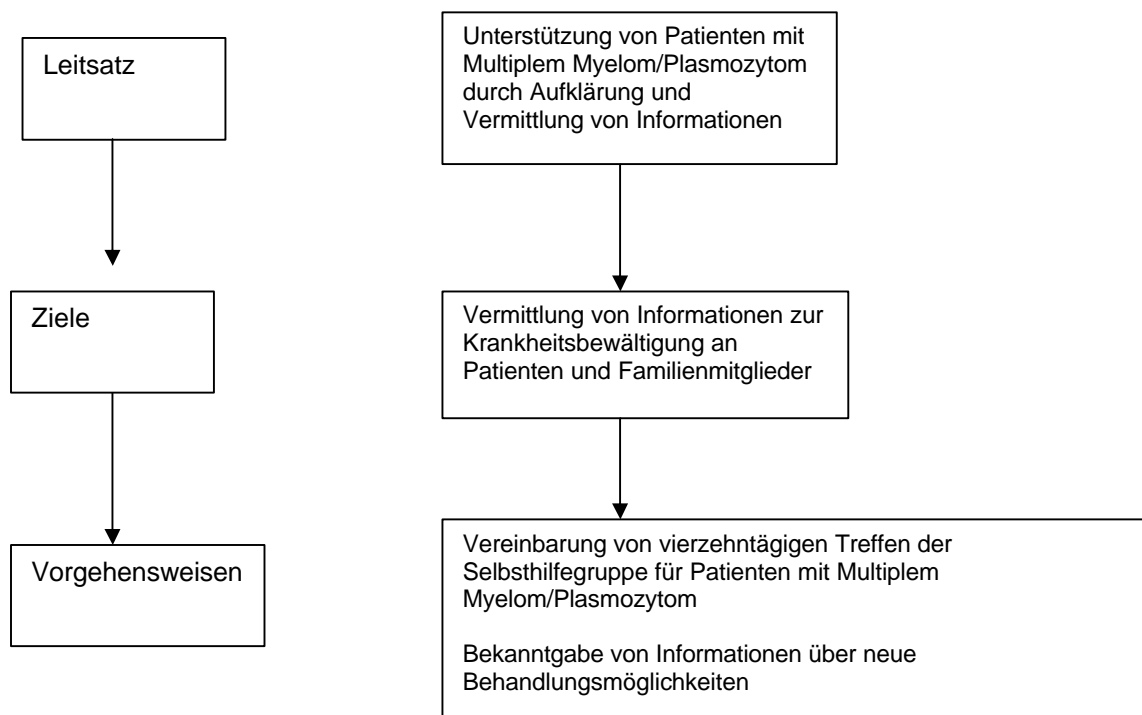 Leitsatz
Unterstützung von Patienten mit
Multiplem Myelom/Plasmozytom
durch Aufklärung und
Vermittlung von Informationen
Ziele
Vermittlung von Informationen zur
Krankheitsbewältigung an
Patienten und Familienmitglieder
Vorgehensweisen
Vereinbarung von vierzehntägigen Treffen der
Selbsthilfegruppe für Patienten mit Multiplem
Myelom/Plasmozytom
Bekanntgabe von Informationen über neue
Behandlungsmöglichkeiten